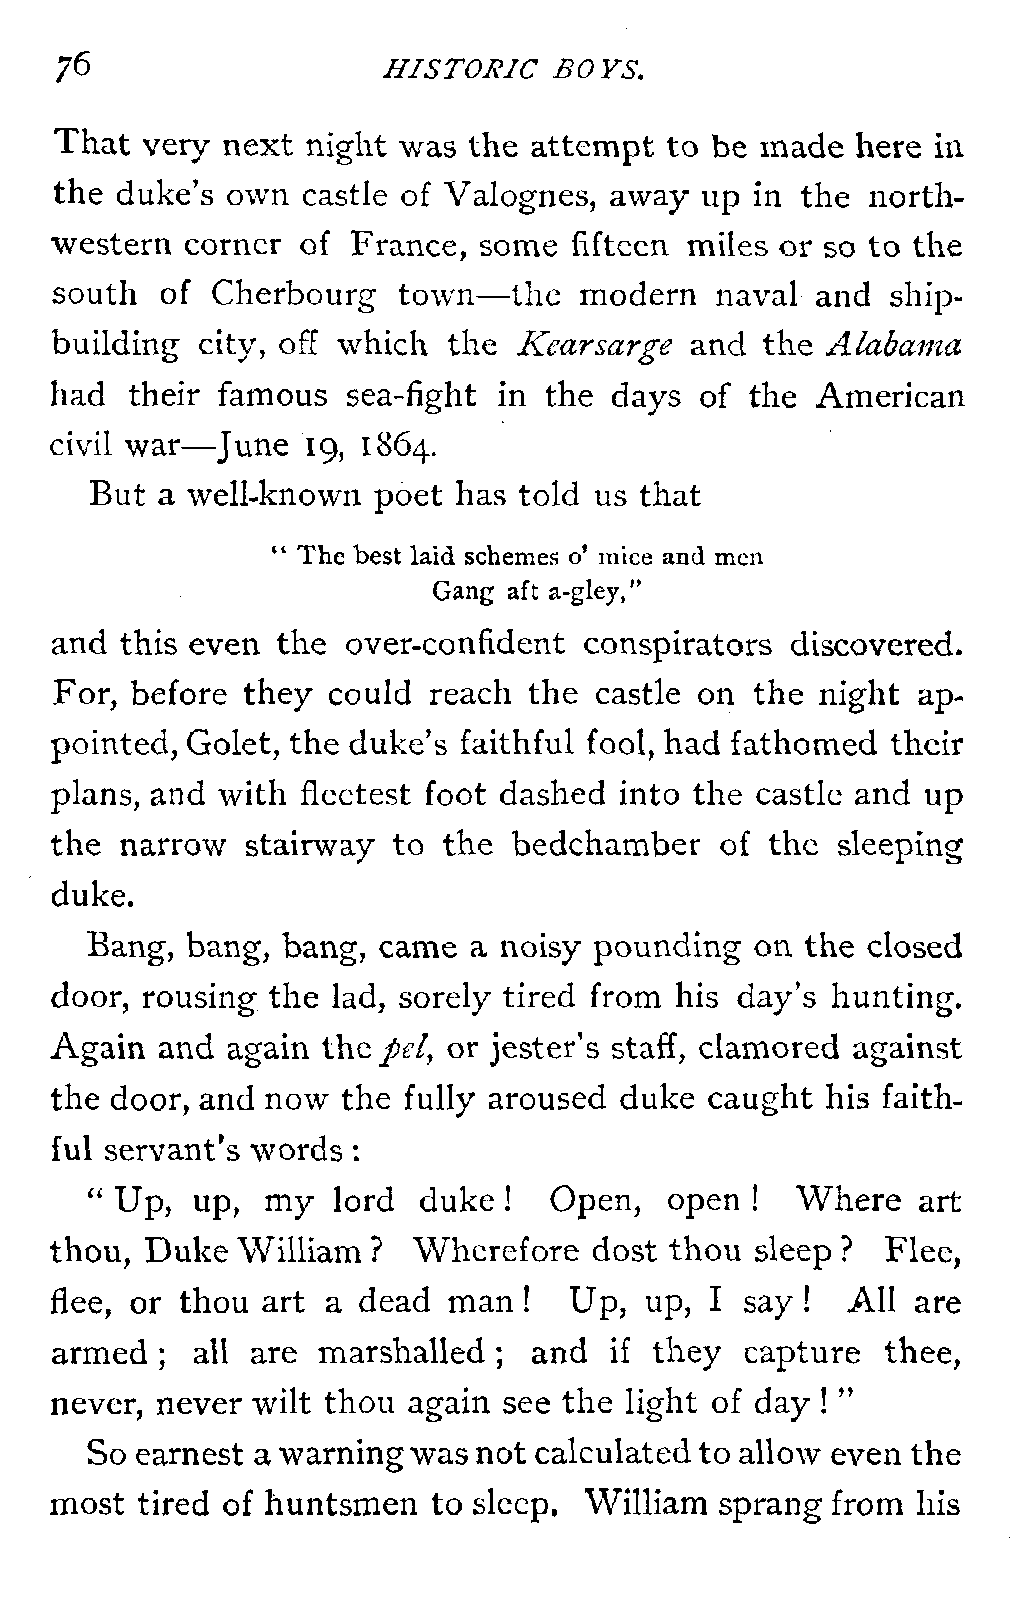 76 HISTORIC BOYS.
That very next night was the attempt to be made here in
the duke's own castle of Valognes, away up in the north-
western corner of France, some fifteen miles or so to the
south of Cherbourg town—the modern naval and ship-
building city, off which the Kearsarge and the Alabama
had their famous sea-fight in the days of the American
civil war—June 19, 1864.
But a well-known poet has told us that
" The best laid schemes o' mice and men
Gang aft a-gley,"
and this even the over-confident conspirators discovered.
For, before they could reach the castle on the night ap-
pointed, Golet, the duke's faithful fool, had fathomed their
plans, and with fleetest foot dashed into the castle and up
the narrow stairway to the bedchamber of the sleeping
duke.
Bang, bang, bang, came a noisy pounding on the closed
door, rousing the lad, sorely tired from his day's hunting.
Again and again the pel, or jester's staff, clamored against
the door, and now the fully aroused duke caught his faith-
ful servant's words :
" Up, up, my lord duke ! Open, open ! Where art
thou, Duke William ? Wherefore dost thou sleep ? Flee,
flee, or thou art a dead man ! Up, up, I say ! All are
armed ; all are marshalled ; and if they capture thee,
never, never wilt thou again see the light of day ! "
So earnest a warning was not calculated to allow even the
most tired of huntsmen to sleep. William sprang from his